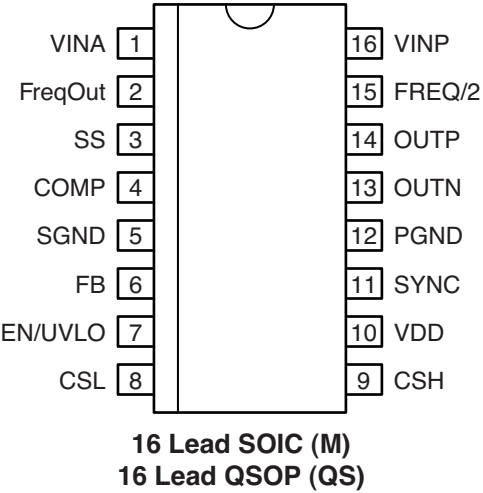 VINA 1 16 VINP
FreqOut 2 15 FREQ/2
SS 3 14 OUTP
COMP 4 13 OUTN
SGND 5 12 PGND
FB 6 11 SYNC
EN/UVLO 7 10 VDD
CSL 8 9 CSH
16 Lead SOIC (M)
16 Lead QSOP (QS)